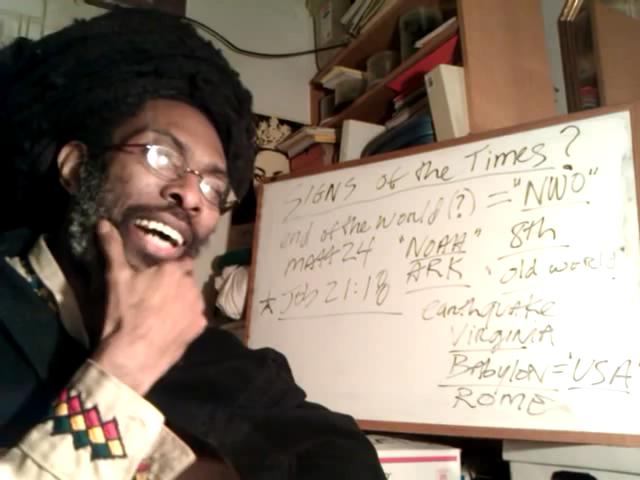 SIGNS of the Times?
end of the world (?) = "NWO"
matt 24 "NOAH" 8th
ARK "old world"
* Job 21:18
earthquake
VirginiA
BAbyloN = "USA"
ROME